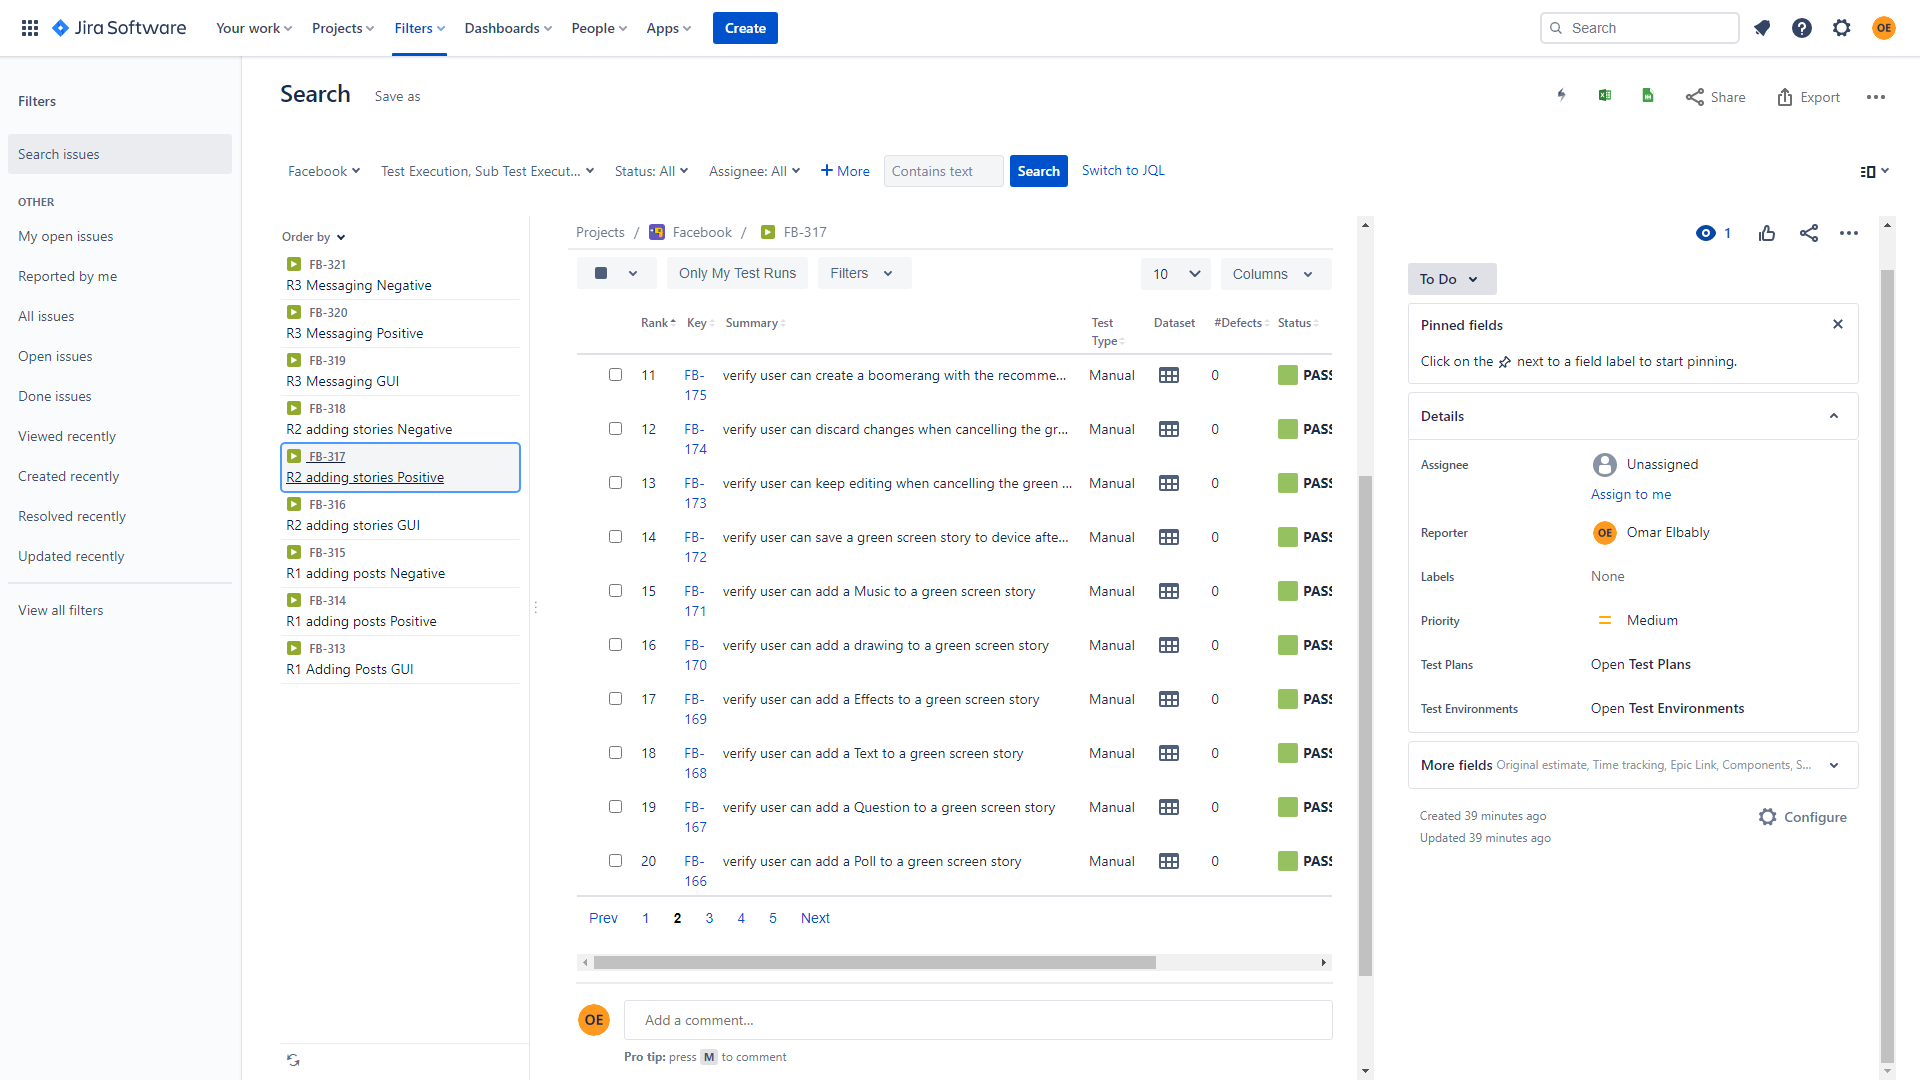 Jira Software
Your work
Projects
Filters
Dashboards
People
Apps
Create
Search
OE
Filters
Search issues
OTHER
My open issues
Reported by me
All issues
Open issues
Done issues
Viewed recently
Created recently
Resolved recently
Updated recently
View all filters
Search
Save as
Share
Export
Facebook
Test Execution, Sub Test Execut...
Status: All
Assignee: All
More
Contains text
Search
Switch to JQL
Order by
FB-321
R3 Messaging Negative
FB-320
R3 Messaging Positive
FB-319
R3 Messaging GUI
FB-318
R2 adding stories Negative
FB-317
R2 adding stories Positive
FB-316
R2 adding stories GUI
FB-315
R1 adding posts Negative
FB-314
R1 adding posts Positive
FB-313
R1 Adding Posts GUI
Projects / Facebook / FB-317
Only My Test Runs
Filters
10
Columns
Rank Key Summary Test Type Dataset #Defects Status
11 FB-175 verify user can create a boomerang with the recomme... Manual 0 PASS
12 FB-174 verify user can discard changes when cancelling the gr... Manual 0 PASS
13 FB-173 verify user can keep editing when cancelling the green ... Manual 0 PASS
14 FB-172 verify user can save a green screen story to device afte... Manual 0 PASS
15 FB-171 verify user can add a Music to a green screen story Manual 0 PASS
16 FB-170 verify user can add a drawing to a green screen story Manual 0 PASS
17 FB-169 verify user can add a Effects to a green screen story Manual 0 PASS
18 FB-168 verify user can add a Text to a green screen story Manual 0 PASS
19 FB-167 verify user can add a Question to a green screen story Manual 0 PASS
20 FB-166 verify user can add a Poll to a green screen story Manual 0 PASS
Prev 1 2 3 4 5 Next
OE
Add a comment...
Pro tip: press M to comment
1
To Do
Pinned fields
Click on the next to a field label to start pinning.
Details
Assignee
Unassigned
Assign to me
Reporter
OE
Omar Elbably
Labels
None
Priority
Medium
Test Plans
Open Test Plans
Test Environments
Open Test Environments
More fields Original estimate, Time tracking, Epic Link, Components, S...
Created 39 minutes ago
Updated 39 minutes ago
Configure